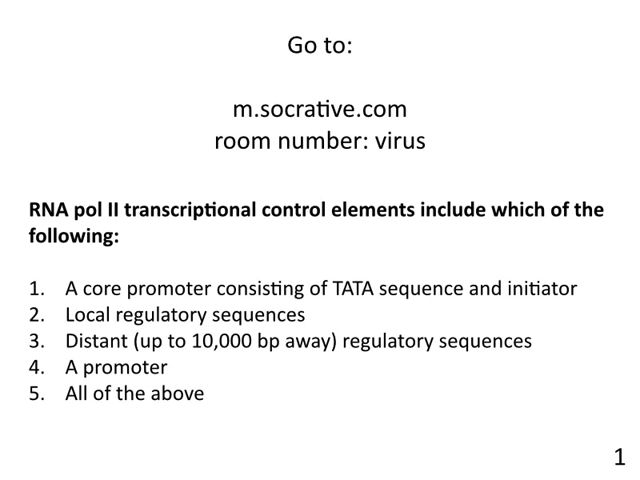 Go to:
m.socrative.com
room number: virus
RNA pol II transcriptional control elements include which of the
following:
1. A core promoter consisting of TATA sequence and initiator
2. Local regulatory sequences
3. Distant (up to 10,000 bp away) regulatory sequences
4. A promoter
5. All of the above
1